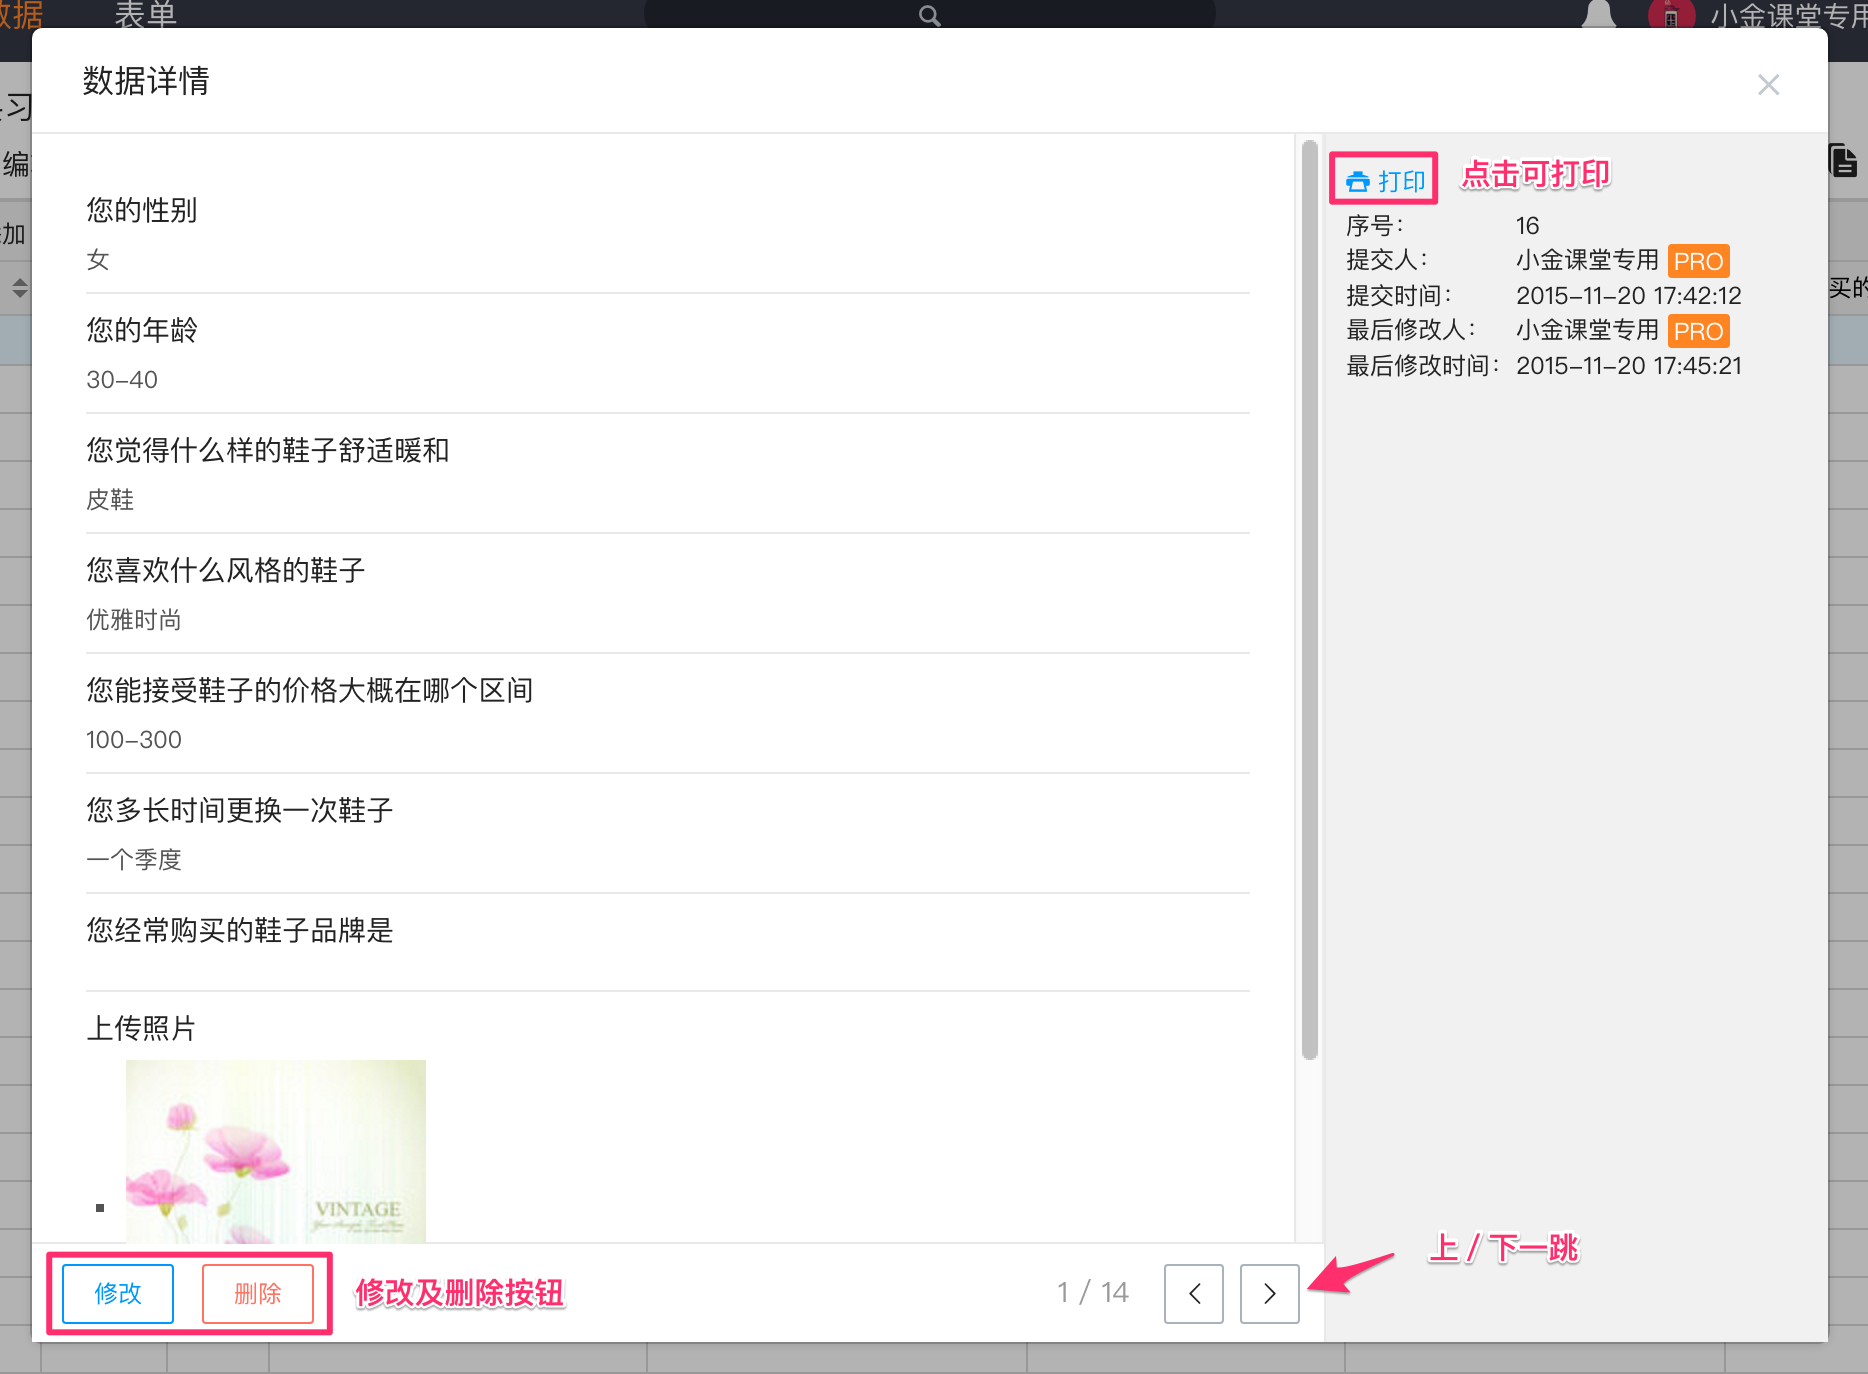 数据 表单
小金课堂专用
数据详情
编
加
买的
打印 点击可打印
序号： 16
提交人： 小金课堂专用 PRO
提交时间： 2015-11-20 17:42:12
最后修改人： 小金课堂专用 PRO
最后修改时间： 2015-11-20 17:45:21
您的性别
女
您的年龄
30-40
您觉得什么样的鞋子舒适暖和
皮鞋
您喜欢什么风格的鞋子
优雅时尚
您能接受鞋子的价格大概在哪个区间
100-300
您多长时间更换一次鞋子
一个季度
您经常购买的鞋子品牌是
上传照片
VINTAGE
修改 删除 修改及删除按钮
1 / 14
上 / 下一跳